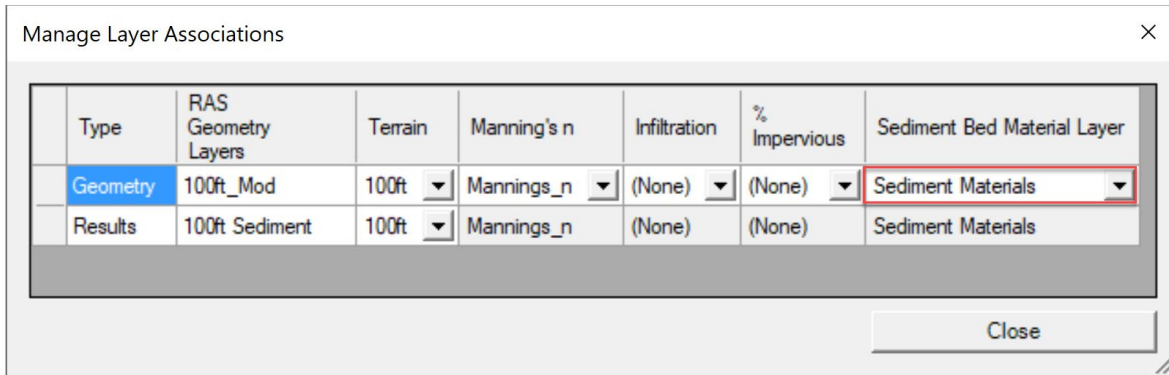 Manage Layer Associations
Type
RAS
Geometry
Layers
Terrain
Manning's n
Infiltration
%
Impervious
Sediment Bed Material Layer
Geometry 100ft_Mod 100ft Mannings_n (None) (None) Sediment Materials
Results 100ft Sediment 100ft Mannings_n (None) (None) Sediment Materials
Close